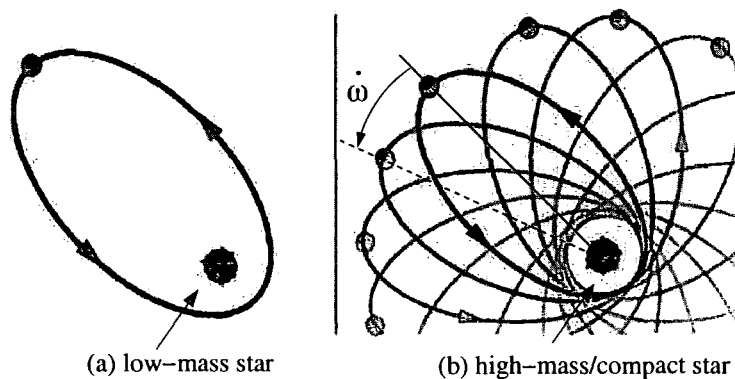 ω̇
(a) low−mass star
(b) high−mass/compact star